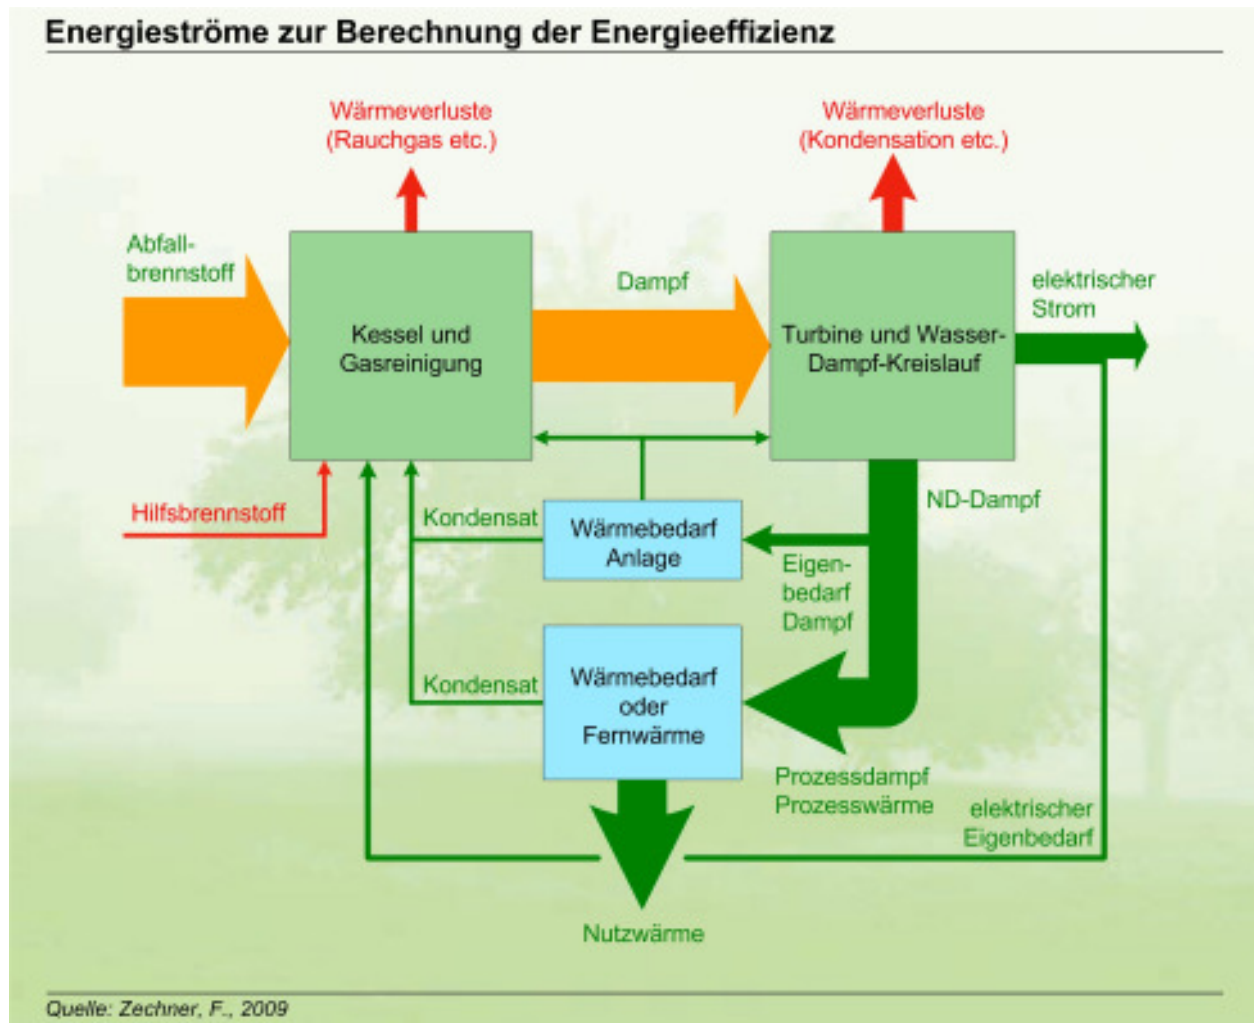 Energieströme zur Berechnung der Energieeffizienz
Wärmeverluste
(Rauchgas etc.)
Wärmeverluste
(Kondensation etc.)
Abfall-
brennstoff
Dampf
elektrischer
Strom
Kessel und
Gasreinigung
Turbine und Wasser-
Dampf-Kreislauf
Hilfsbrennstoff
Kondensat
Wärmebedarf
Anlage
ND-Dampf
Eigen-
bedarf
Dampf
Kondensat
Wärmebedarf
oder
Fernwärme
Prozessdampf
Prozesswärme
elektrischer
Eigenbedarf
Nutzwärme
Quelle: Zechner, F., 2009